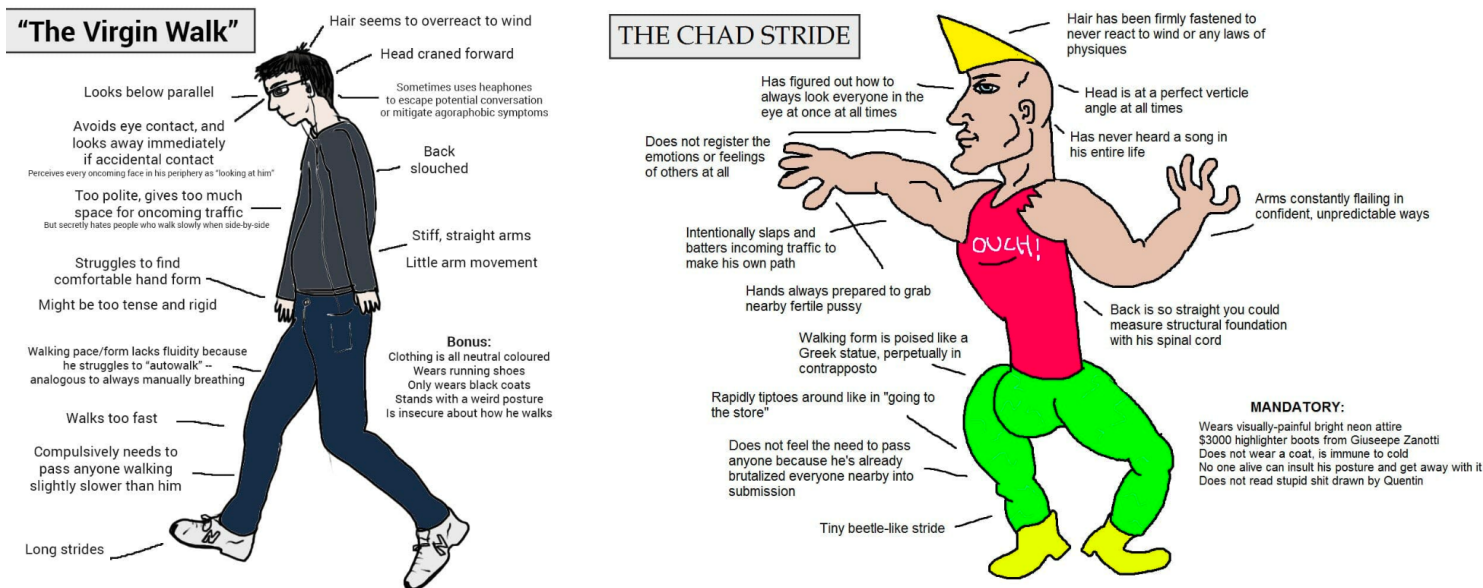 "The Virgin Walk"
Hair seems to overreact to wind
Head craned forward
Looks below parallel
Sometimes uses heaphones
to escape potential conversation
or mitigate agoraphobic symptoms
Avoids eye contact, and
looks away immediately
if accidental contact
Perceives every oncoming face in his periphery as "looking at him"
Back
slouched
Too polite, gives too much
space for oncoming traffic
But secretly hates people who walk slowly when side-by-side
Stiff, straight arms
Little arm movement
Struggles to find
comfortable hand form
Might be too tense and rigid
Walking pace/form lacks fluidity because
he struggles to "autowalk" --
analogous to always manually breathing
Bonus:
Clothing is all neutral coloured
Wears running shoes
Only wears black coats
Stands with a weird posture
Is insecure about how he walks
Walks too fast
Compulsively needs to
pass anyone walking
slightly slower than him
Long strides
THE CHAD STRIDE
Hair has been firmly fastened to
never react to wind or any laws of
physiques
Has figured out how to
always look everyone in the
eye at once at all times
Head is at a perfect verticle
angle at all times
Has never heard a song in
his entire life
Does not register the
emotions or feelings
of others at all
Arms constantly flailing in
confident, unpredictable ways
Intentionally slaps and
batters incoming traffic to
make his own path
OUCH!
Hands always prepared to grab
nearby fertile pussy
Back is so straight you could
measure structural foundation
with his spinal cord
Walking form is poised like a
Greek statue, perpetually in
contrapposto
Rapidly tiptoes around like in "going to
the store"
Does not feel the need to pass
anyone because he's already
brutalized everyone nearby into
submission
Tiny beetle-like stride
MANDATORY:
Wears visually-painful bright neon attire
$3000 highlighter boots from Giuseepe Zanotti
Does not wear a coat, is immune to cold
No one alive can insult his posture and get away with it
Does not read stupid shit drawn by Quentin